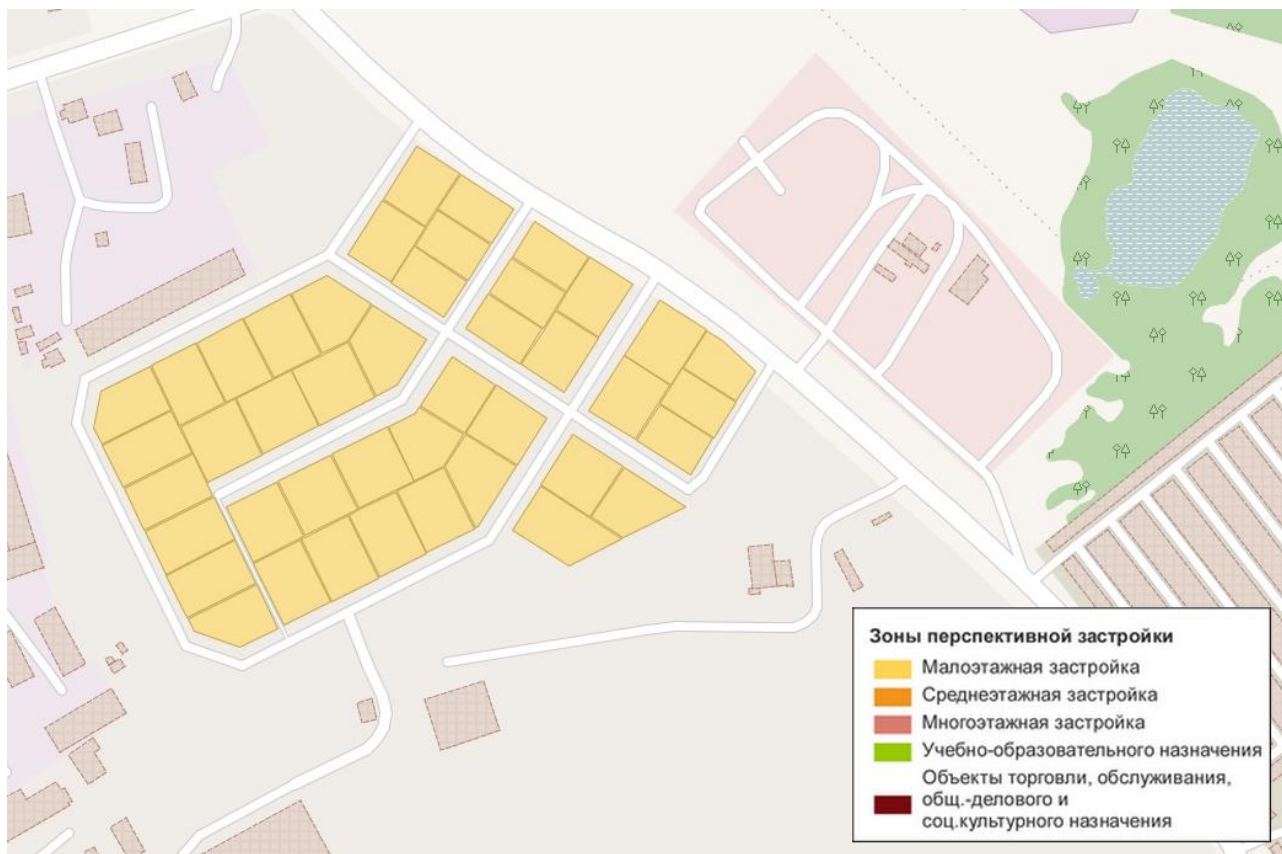 Зоны перспективной застройки
Малоэтажная застройка
Среднеэтажная застройка
Многоэтажная застройка
Учебно-образовательного назначения
Объекты торговли, обслуживания,
общ.-делового и
соц.культурного назначения